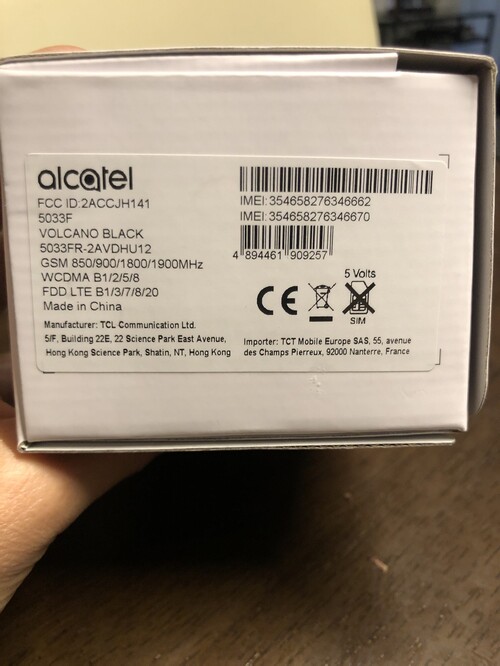 alcatel
FCC ID:2ACCJH141
5033F
VOLCANO BLACK
5033FR-2AVDHU12
GSM 850/900/1800/1900MHz
WCDMA B1/2/5/8
FDD LTE B1/3/7/8/20
Made in China
Manufacturer: TCL Communication Ltd.
5/F, Building 22E, 22 Science Park East Avenue,
Hong Kong Science Park, Shatin, NT, Hong Kong
IMEI:354658276346662
IMEI:354658276346670
4 894461 909257
5 Volts
CE
SIM
Importer: TCT Mobile Europe SAS, 55, avenue
des Champs Pierreux, 92000 Nanterre, France